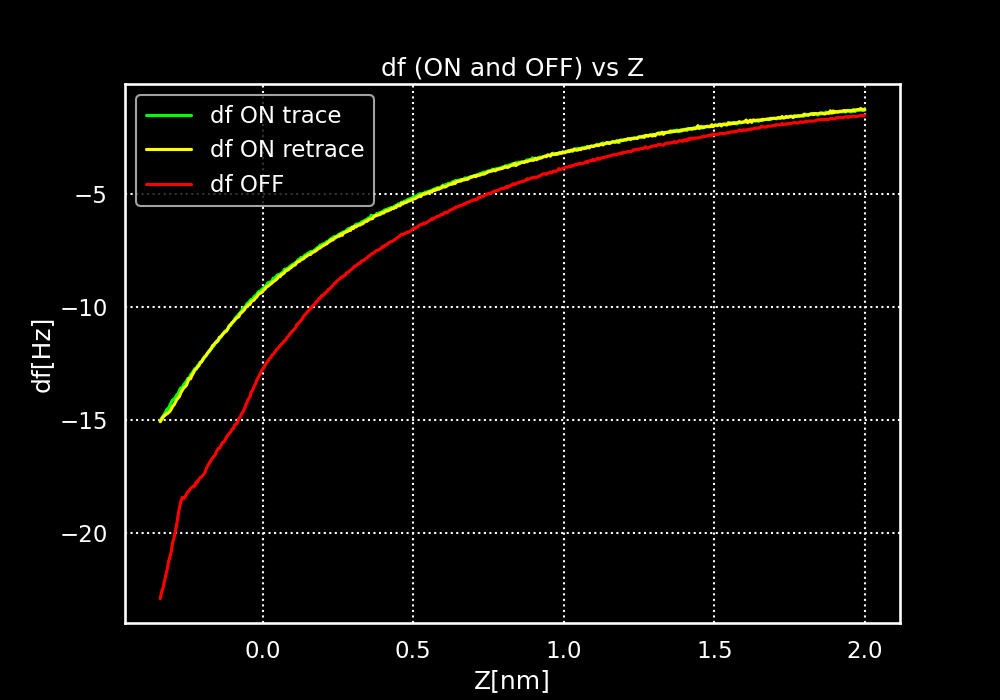 df (ON and OFF) vs Z
df ON trace
df ON retrace
df OFF
−5
−10
−15
−20
df[Hz]
0.0 0.5 1.0 1.5 2.0
Z[nm]